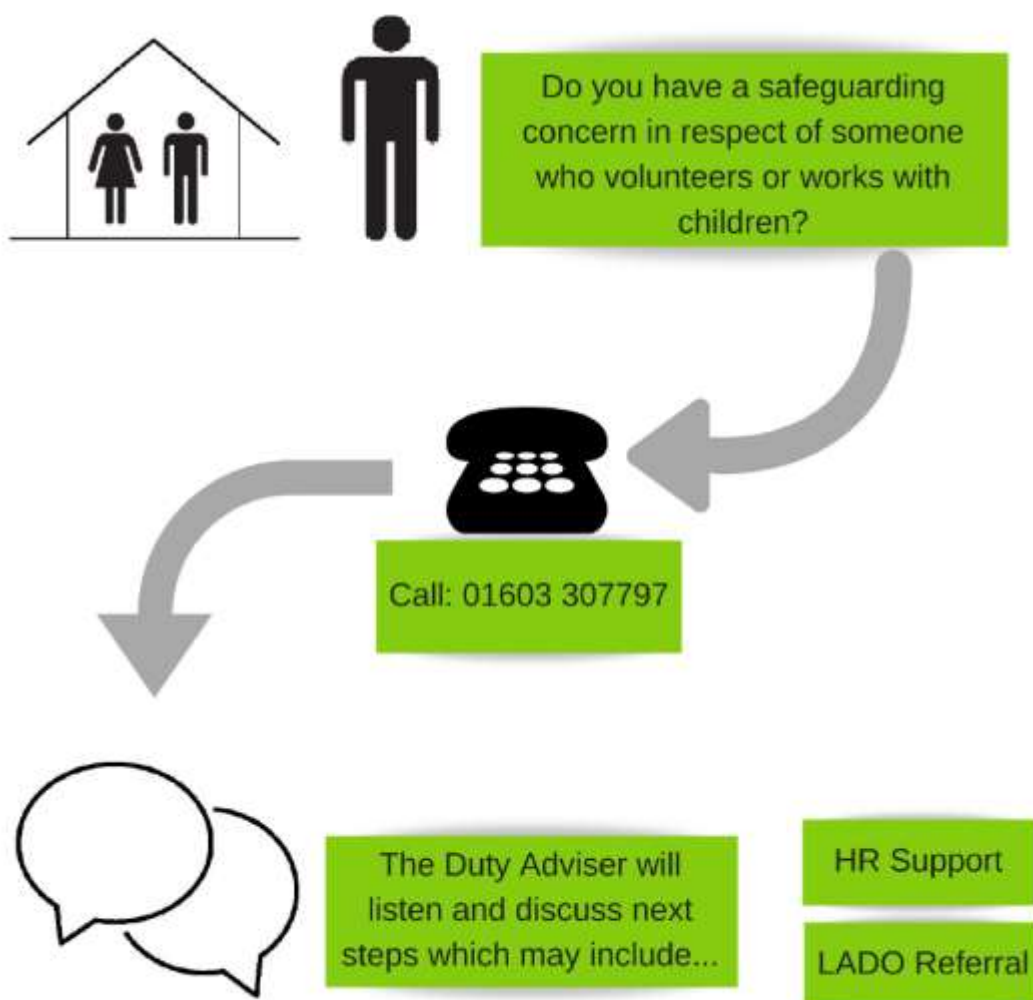 Do you have a safeguarding
concern in respect of someone
who volunteers or works with
children?
Call: 01603 307797
The Duty Adviser will
listen and discuss next
steps which may include...
HR Support
LADO Referral